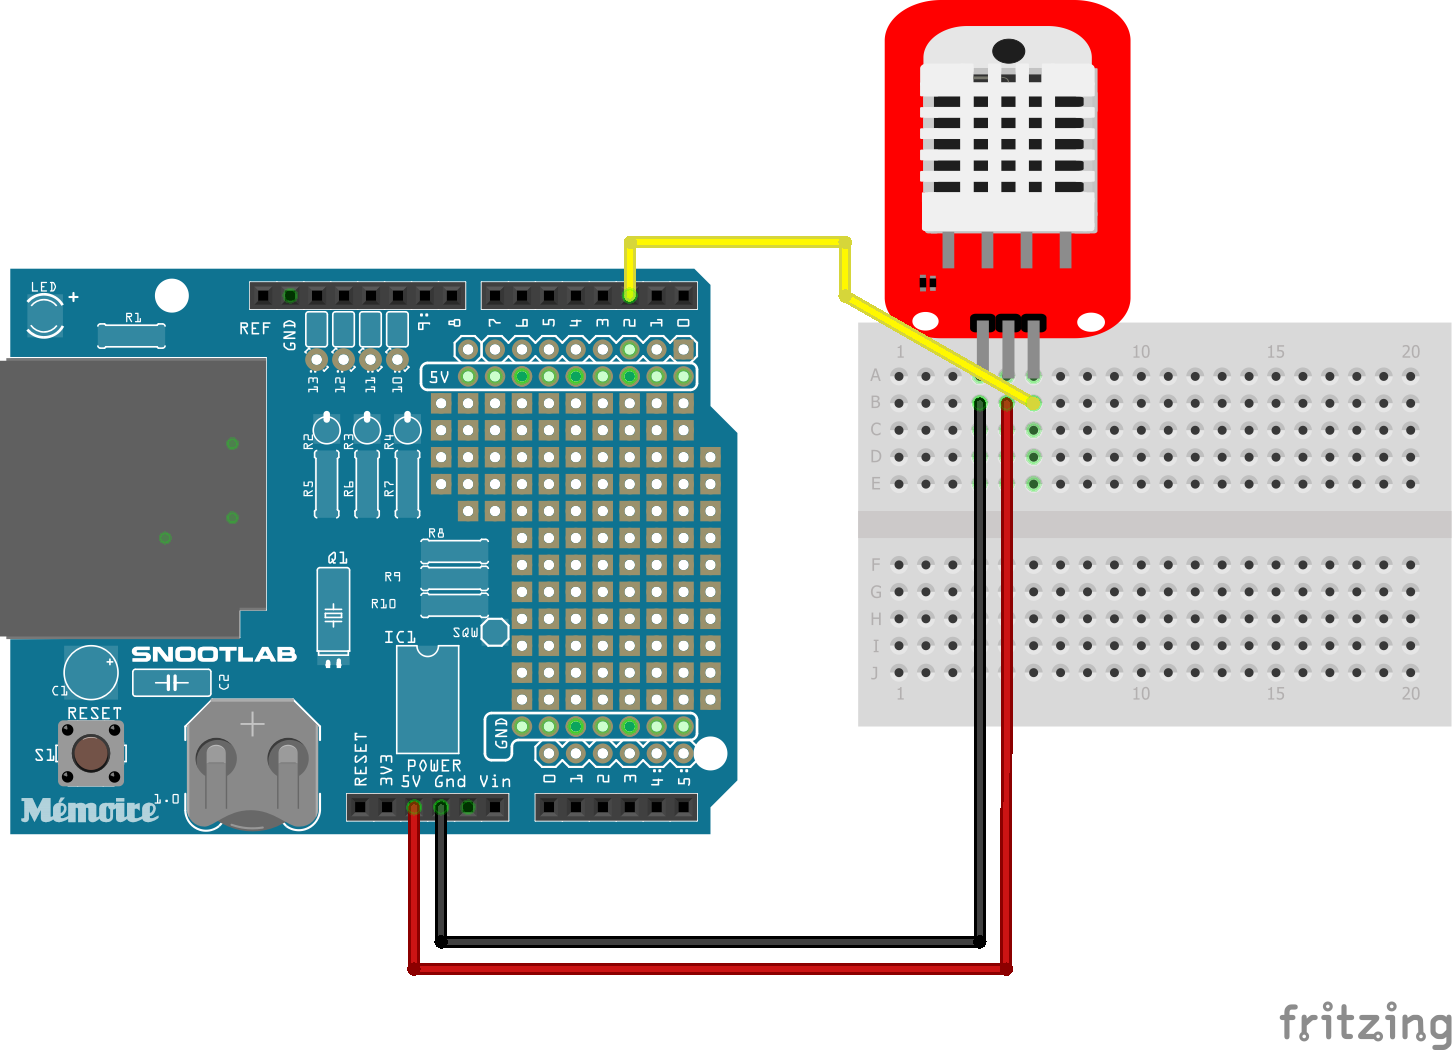 LED
+
R1
REF
GND
13
12
11
10
9
8
7
6
5
4
3
2
1
0
5V
R2
R3
R4
R5
R6
R7
R8
R9
R10
Q1
IC1
SQW
SNOOTLAB
C1
+
C2
RESET
S1
Mémoire
1.0
+
RESET
3V3
POWER
5V Gnd Vin
GND
0
1
2
3
4
5
1 10 15 20
A
B
C
D
E
F
G
H
I
J
1 10 15 20
fritzing